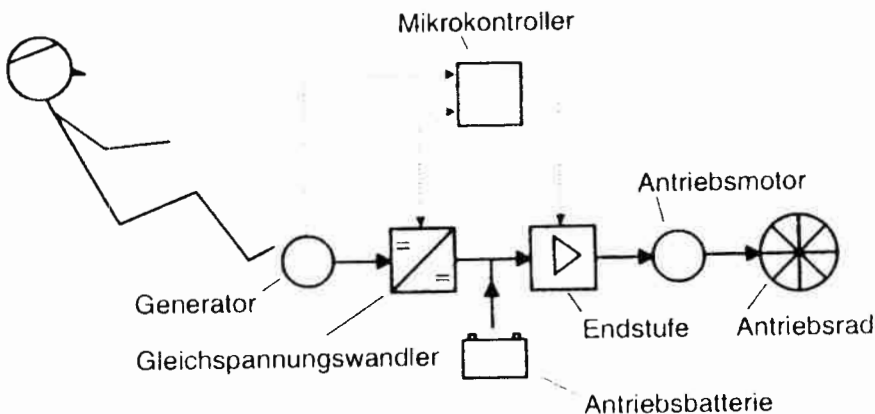 Mikrokontroller
Antriebsmotor
Generator
Endstufe
Antriebsrad
Gleichspannungswandler
Antriebsbatterie